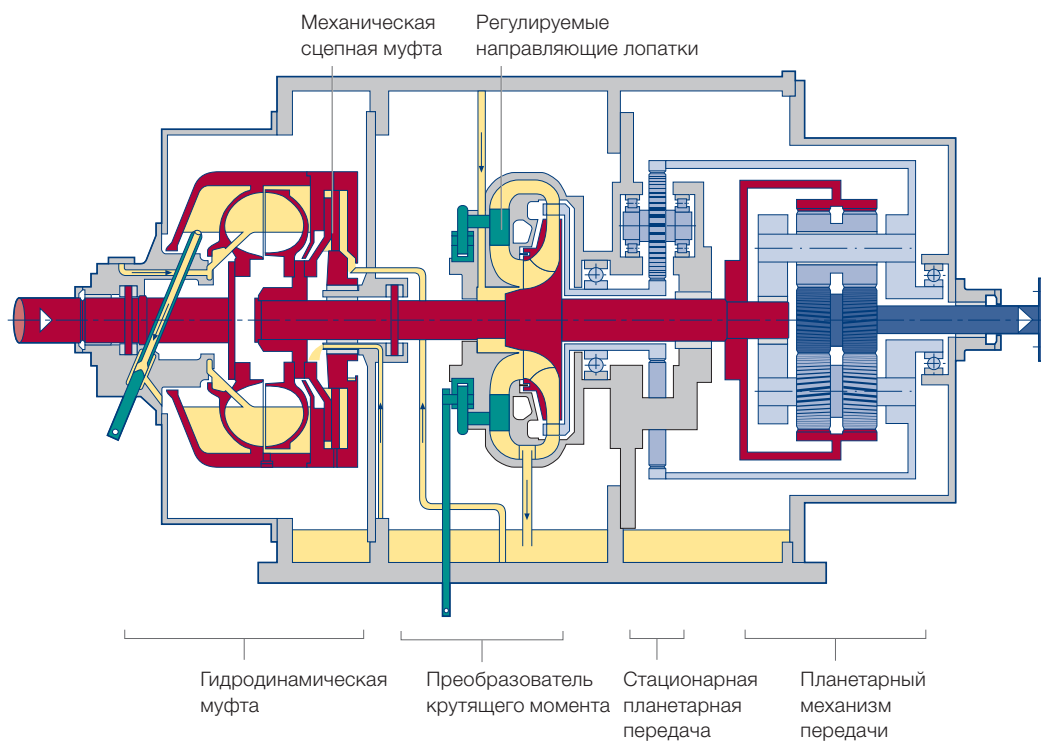 Механическая
сцепная муфта
Регулируемые
направляющие лопатки
Гидродинамическая
муфта
Преобразователь
крутящего момента
Стационарная
планетарная
передача
Планетарный
механизм
передачи